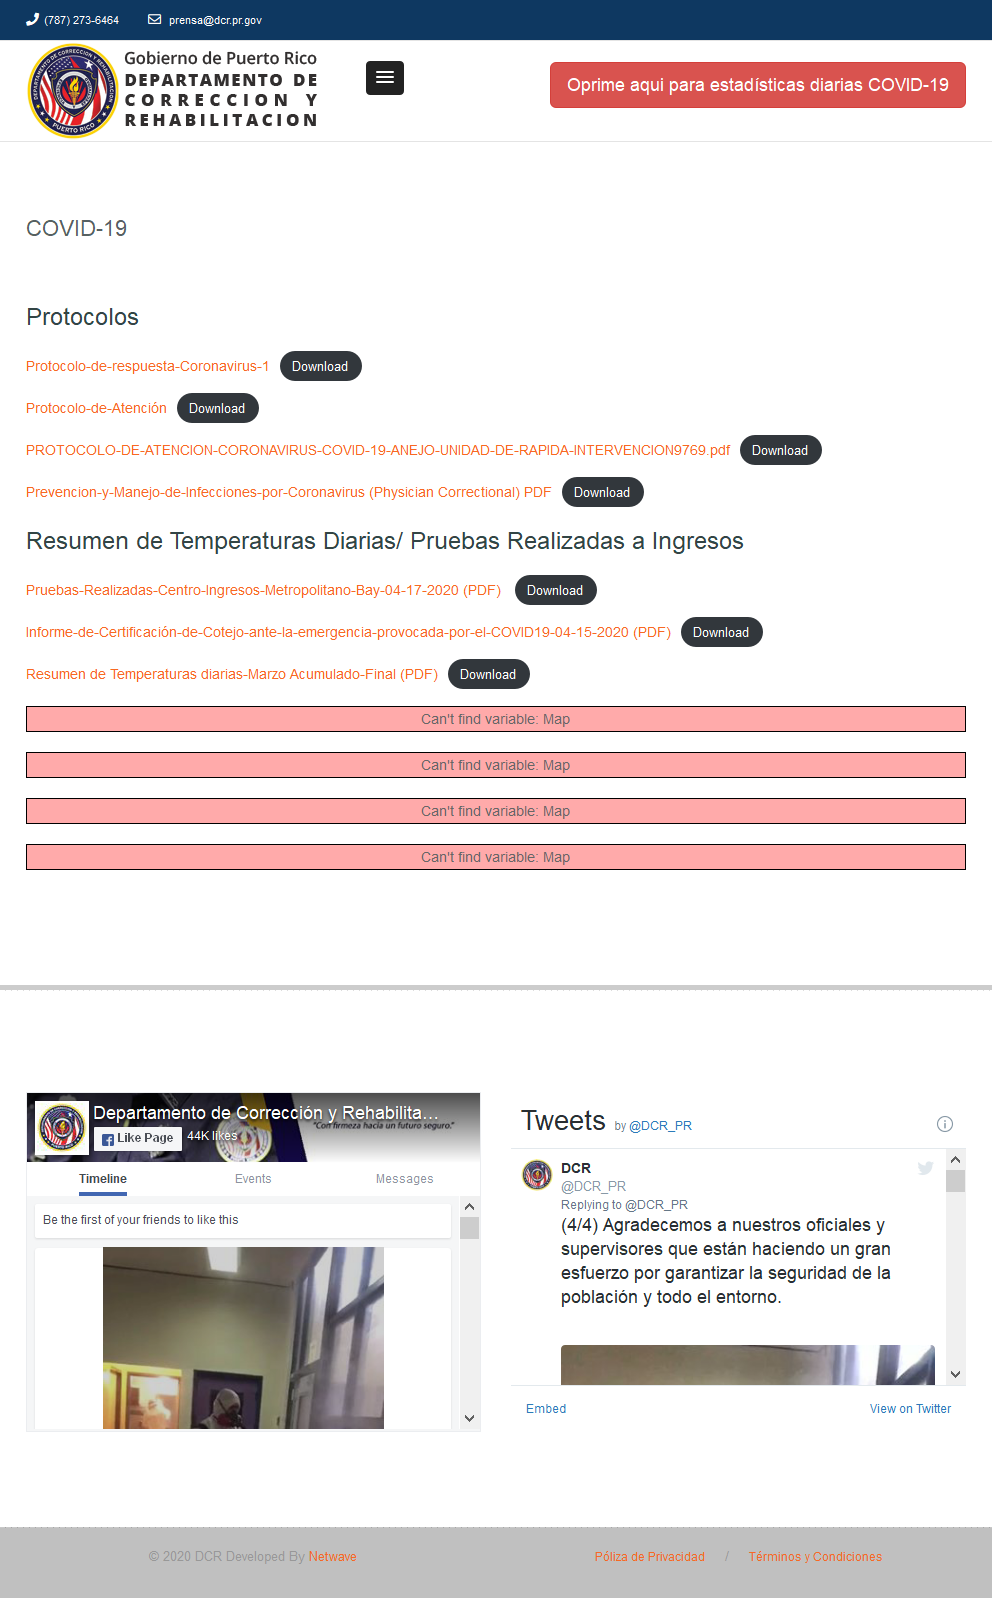 (787) 273-6464 prensa@dcr.pr.gov
Gobierno de Puerto Rico
DEPARTAMENTO DE
CORRECCION Y
REHABILITACION
Oprime aqui para estadísticas diarias COVID-19
COVID-19
Protocolos
Protocolo-de-respuesta-Coronavirus-1 Download
Protocolo-de-Atención Download
PROTOCOLO-DE-ATENCION-CORONAVIRUS-COVID-19-ANEJO-UNIDAD-DE-RAPIDA-INTERVENCION9769.pdf Download
Prevencion-y-Manejo-de-Infecciones-por-Coronavirus (Physician Correctional) PDF Download
Resumen de Temperaturas Diarias/ Pruebas Realizadas a Ingresos
Pruebas-Realizadas-Centro-Ingresos-Metropolitano-Bay-04-17-2020 (PDF) Download
Informe-de-Certificación-de-Cotejo-ante-la-emergencia-provocada-por-el-COVID19-04-15-2020 (PDF) Download
Resumen de Temperaturas diarias-Marzo Acumulado-Final (PDF) Download
Can't find variable: Map
Can't find variable: Map
Can't find variable: Map
Can't find variable: Map
Departamento de Corrección y Rehabilita...
"Con firmeza hacia un futuro seguro."
Like Page 44K likes
Timeline Events Messages
Be the first of your friends to like this
Tweets by @DCR_PR
DCR
@DCR_PR
Replying to @DCR_PR
(4/4) Agradecemos a nuestros oficiales y
supervisores que están haciendo un gran
esfuerzo por garantizar la seguridad de la
población y todo el entorno.
Embed View on Twitter
© 2020 DCR Developed By Netwave
Póliza de Privacidad / Términos y Condiciones